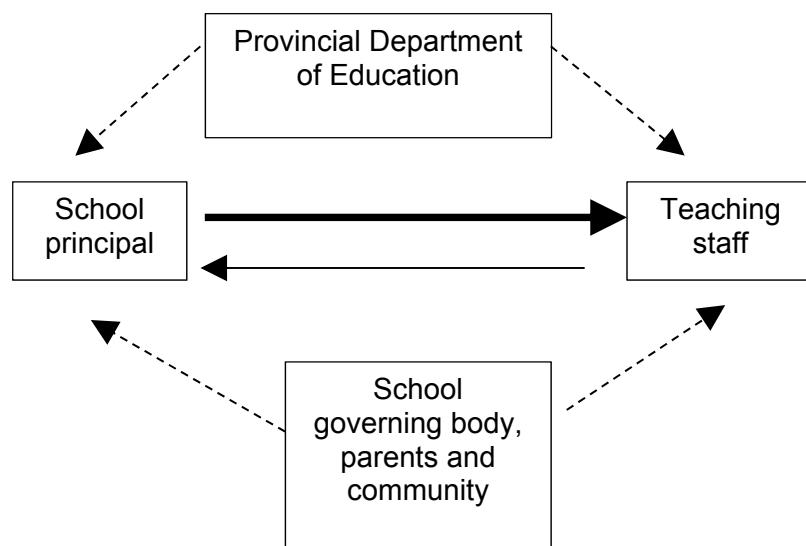 Provincial Department
of Education
School
principal
Teaching
staff
School
governing body,
parents and
community